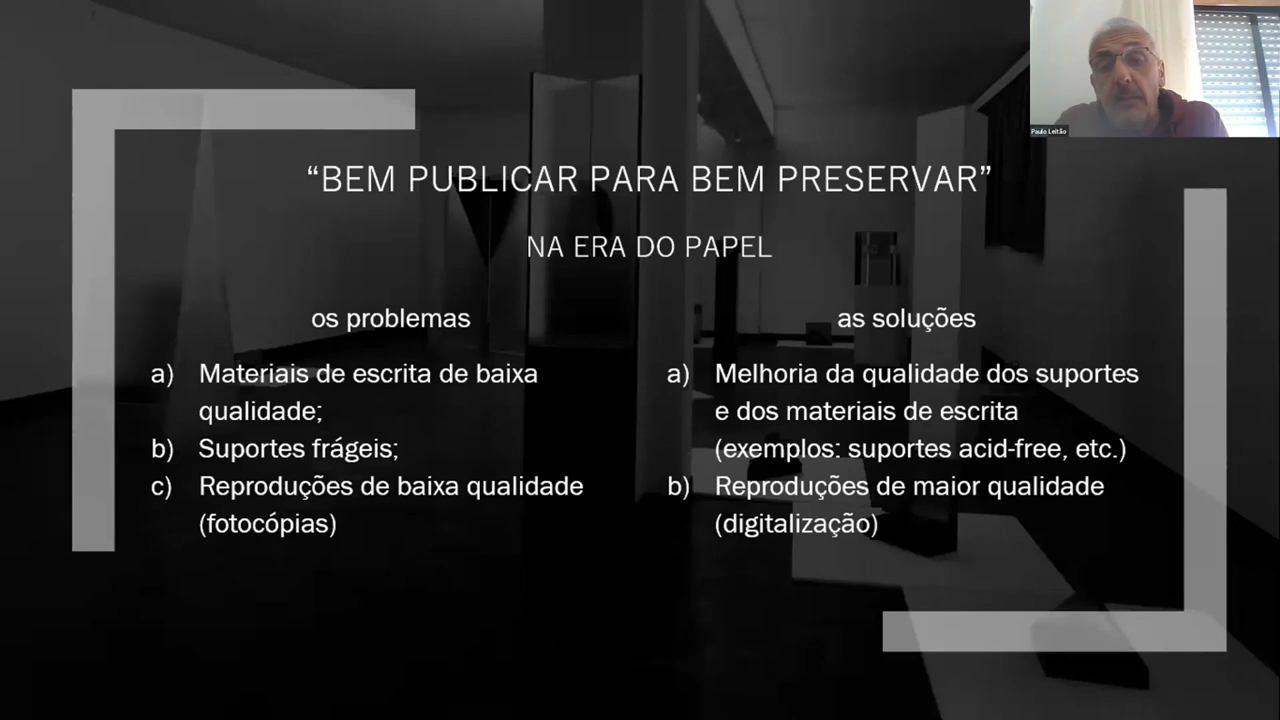 Paulo Leitão
“BEM PUBLICAR PARA BEM PRESERVAR”
NA ERA DO PAPEL
os problemas
a) Materiais de escrita de baixa
qualidade;
b) Suportes frágeis;
c) Reproduções de baixa qualidade
(fotocópias)
as soluções
a) Melhoria da qualidade dos suportes
e dos materiais de escrita
(exemplos: suportes acid-free, etc.)
b) Reproduções de maior qualidade
(digitalização)